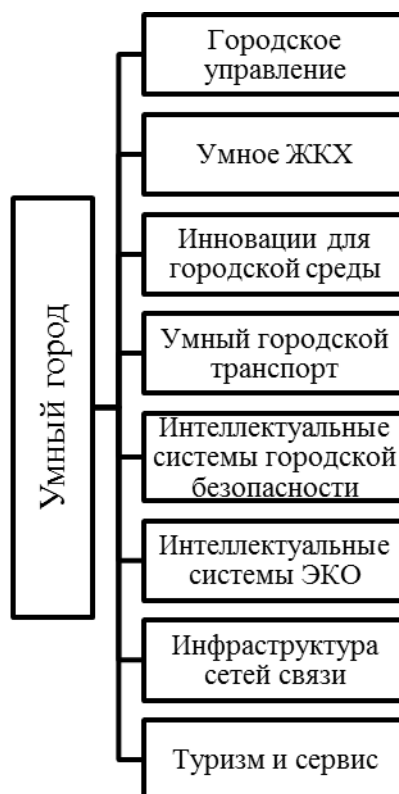 Умный город
Городское
управление
Умное ЖКХ
Инновации для
городской среды
Умный городской
транспорт
Интеллектуальные
системы городской
безопасности
Интеллектуальные
системы ЭКО
Инфраструктура
сетей связи
Туризм и сервис